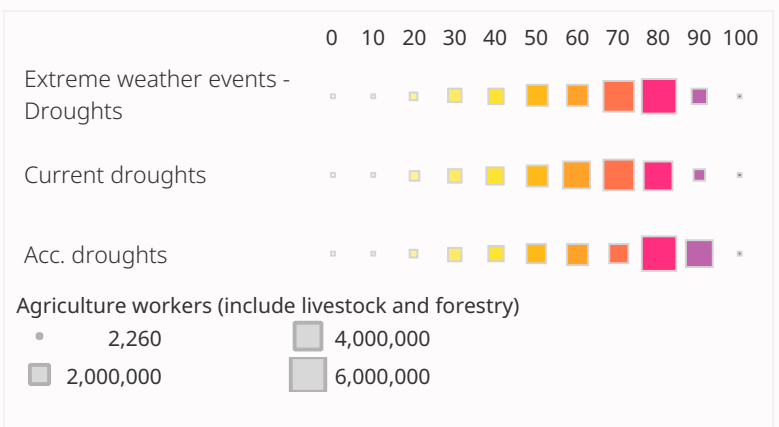 0 10 20 30 40 50 60 70 80 90 100
Extreme weather events -
Droughts
Current droughts
Acc. droughts
Agriculture workers (include livestock and forestry)
2,260 4,000,000
2,000,000 6,000,000